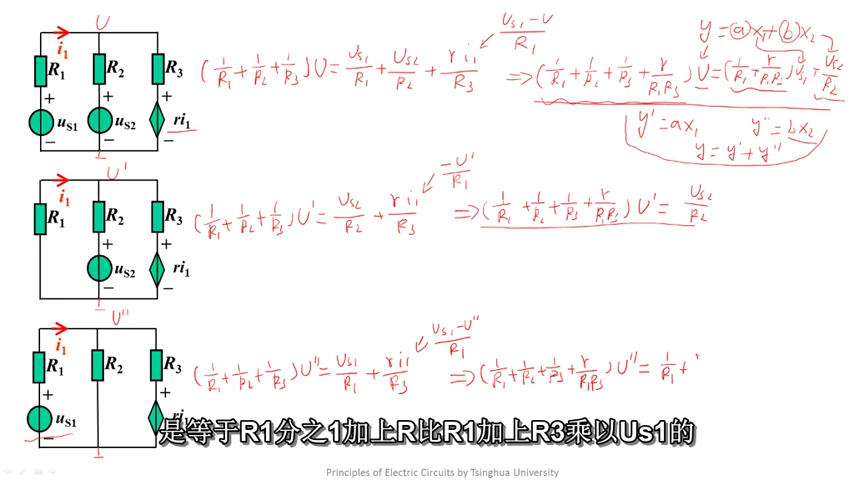 U
i1
R1 R2 R3
+ + +
uS1 uS2 ri1
− − −
(1/R1 + 1/R2 + 1/R3)U = Us1/R1 + Us2/R2 + ri1/R3
Us1−U/R1
⇒ (1/R1 + 1/R2 + 1/R3 + r/R1R3)U = (1/R1 + r/R1R3)Us1 + Us2/R2
y = (a)x1 + (b)x2
y' = ax1 y'' = bx2
y = y' + y''
U'
i1
R1 R2 R3
+ +
uS2 ri1
− −
(1/R1 + 1/R2 + 1/R3)U' = Us2/R2 + ri1/R3
−U'/R1
⇒ (1/R1 + 1/R2 + 1/R3 + r/R1R3)U' = Us2/R2
U''
i1
R1 R2 R3
+ +
uS1 ri1
− −
(1/R1 + 1/R2 + 1/R3)U'' = Us1/R1 + ri1/R3
Us1−U''/R1
⇒ (1/R1 + 1/R2 + 1/R3 + r/R1R3)U'' = 1/R1 +
是等于R1分之1加上R比R1加上R3乘以Us1的
Principles of Electric Circuits by Tsinghua University